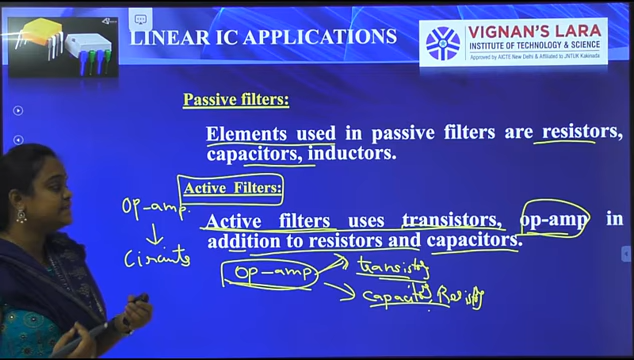 LINEAR IC APPLICATIONS
VIGNAN'S LARA
INSTITUTE OF TECHNOLOGY & SCIENCE
Approved by AICTE New Delhi & Affiliated to JNTUK Kakinada
Passive filters:
Elements used in passive filters are resistors,
capacitors, inductors.
Active Filters:
Op-amp.
Circuits
Active filters uses transistors, op-amp in
addition to resistors and capacitors.
op-amp
transistors
capacitor,